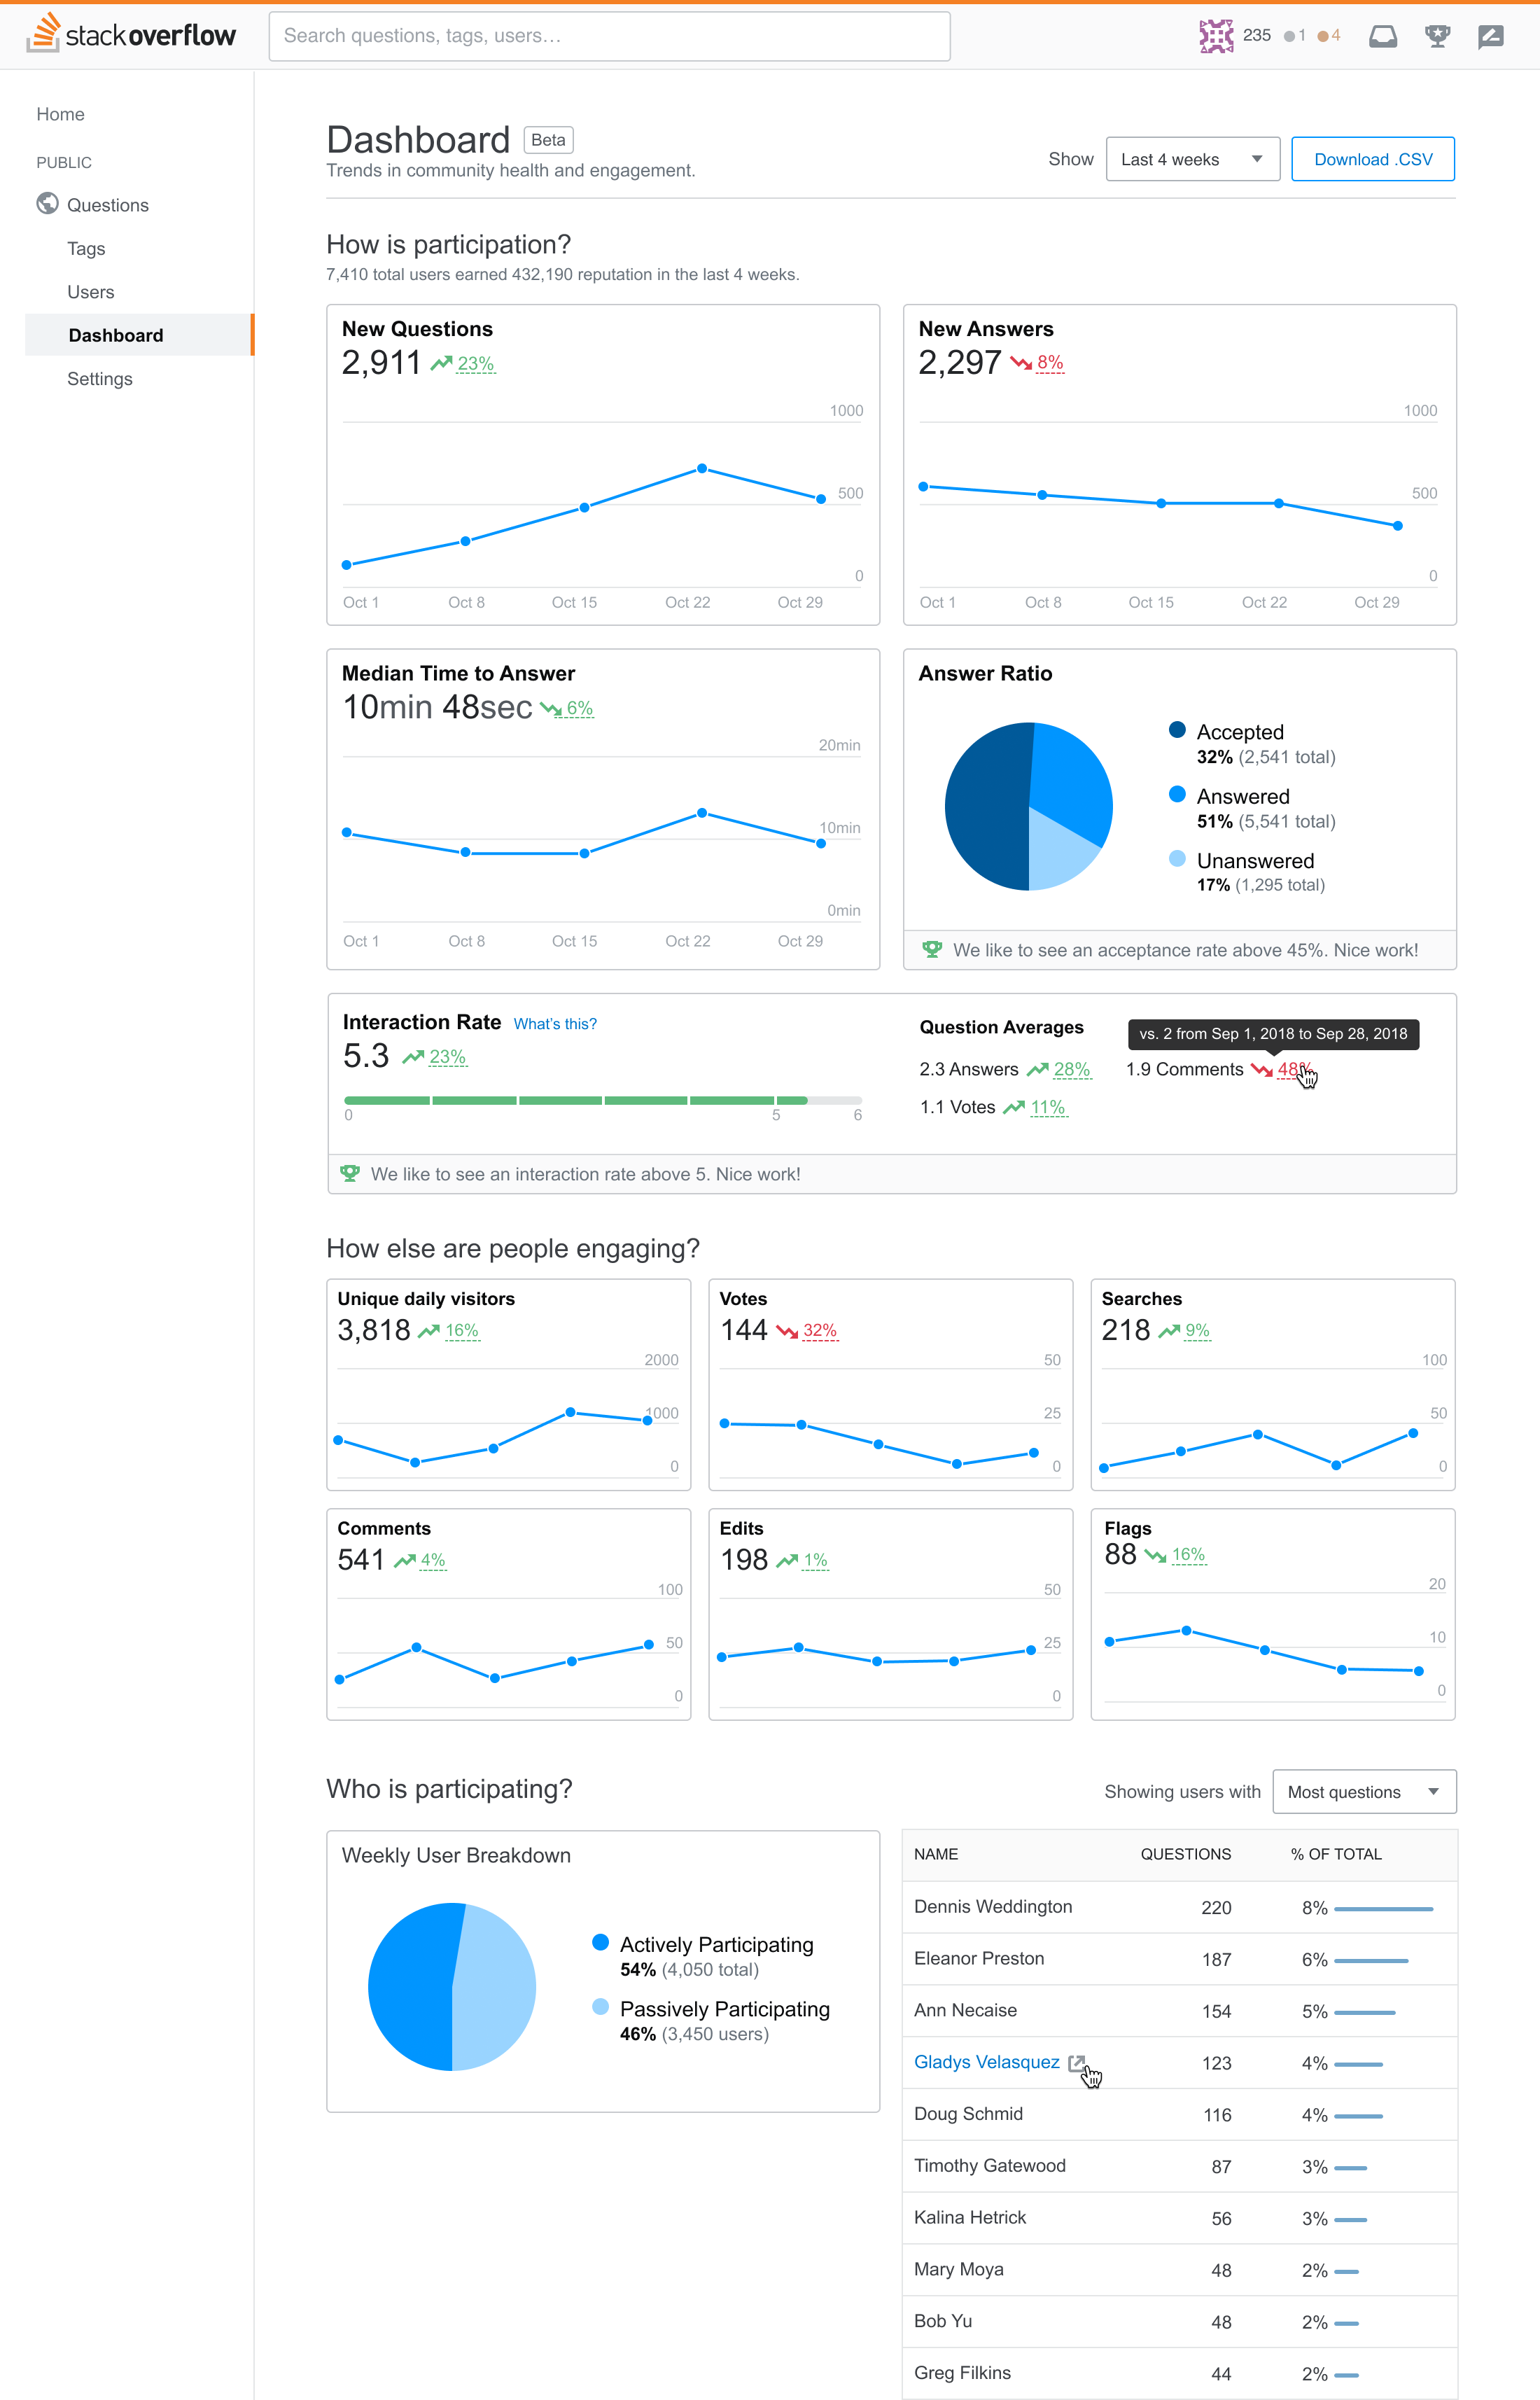 stackoverflow
Search questions, tags, users…
235 1 4
Home
PUBLIC
Questions
Tags
Users
Dashboard
Settings
Dashboard Beta
Trends in community health and engagement.
Show Last 4 weeks Download .CSV
How is participation?
7,410 total users earned 432,190 reputation in the last 4 weeks.
New Questions
2,911 23%
1000
500
0
Oct 1 Oct 8 Oct 15 Oct 22 Oct 29
New Answers
2,297 8%
1000
500
0
Oct 1 Oct 8 Oct 15 Oct 22 Oct 29
Median Time to Answer
10min 48sec 6%
20min
10min
0min
Oct 1 Oct 8 Oct 15 Oct 22 Oct 29
Answer Ratio
Accepted
32% (2,541 total)
Answered
51% (5,541 total)
Unanswered
17% (1,295 total)
We like to see an acceptance rate above 45%. Nice work!
Interaction Rate What's this?
5.3 23%
0 5 6
Question Averages
vs. 2 from Sep 1, 2018 to Sep 28, 2018
2.3 Answers 28% 1.9 Comments 48%
1.1 Votes 11%
We like to see an interaction rate above 5. Nice work!
How else are people engaging?
Unique daily visitors
3,818 16%
2000
1000
0
Votes
144 32%
50
25
0
Searches
218 9%
100
50
0
Comments
541 4%
100
50
0
Edits
198 1%
50
25
0
Flags
88 16%
20
10
0
Who is participating?
Showing users with Most questions
Weekly User Breakdown
Actively Participating
54% (4,050 total)
Passively Participating
46% (3,450 users)
NAME QUESTIONS % OF TOTAL
Dennis Weddington 220 8%
Eleanor Preston 187 6%
Ann Necaise 154 5%
Gladys Velasquez 123 4%
Doug Schmid 116 4%
Timothy Gatewood 87 3%
Kalina Hetrick 56 3%
Mary Moya 48 2%
Bob Yu 48 2%
Greg Filkins 44 2%